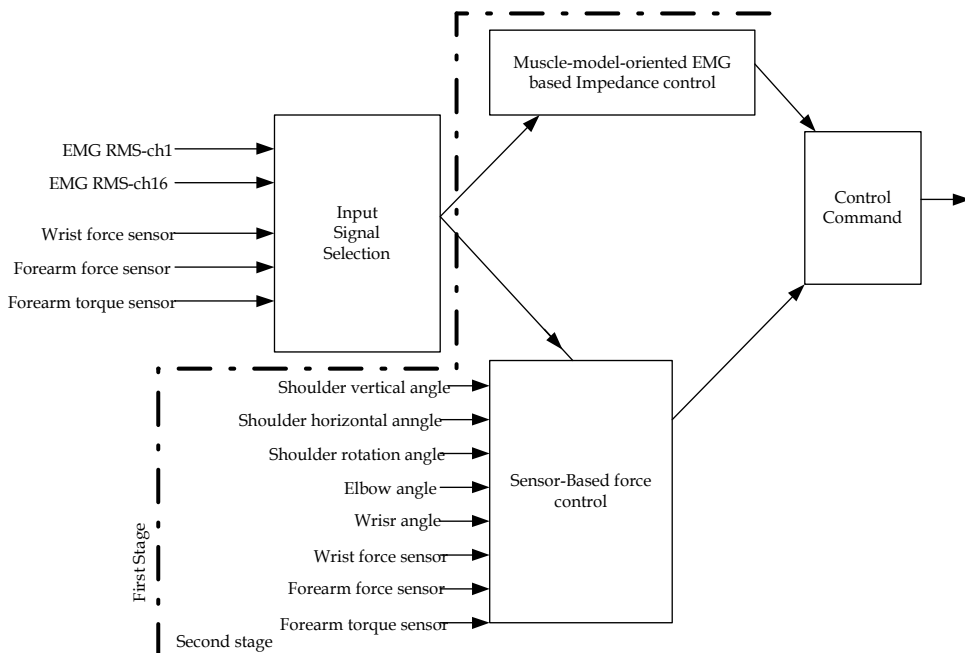 Muscle-model-oriented EMG
based Impedance control
EMG RMS-ch1
EMG RMS-ch16
Wrist force sensor
Forearm force sensor
Forearm torque sensor
Input
Signal
Selection
Control
Command
Shoulder vertical angle
Shoulder horizontal anngle
Shoulder rotation angle
Elbow angle
Wrisr angle
Wrist force sensor
Forearm force sensor
Forearm torque sensor
Sensor-Based force
control
First Stage
Second stage